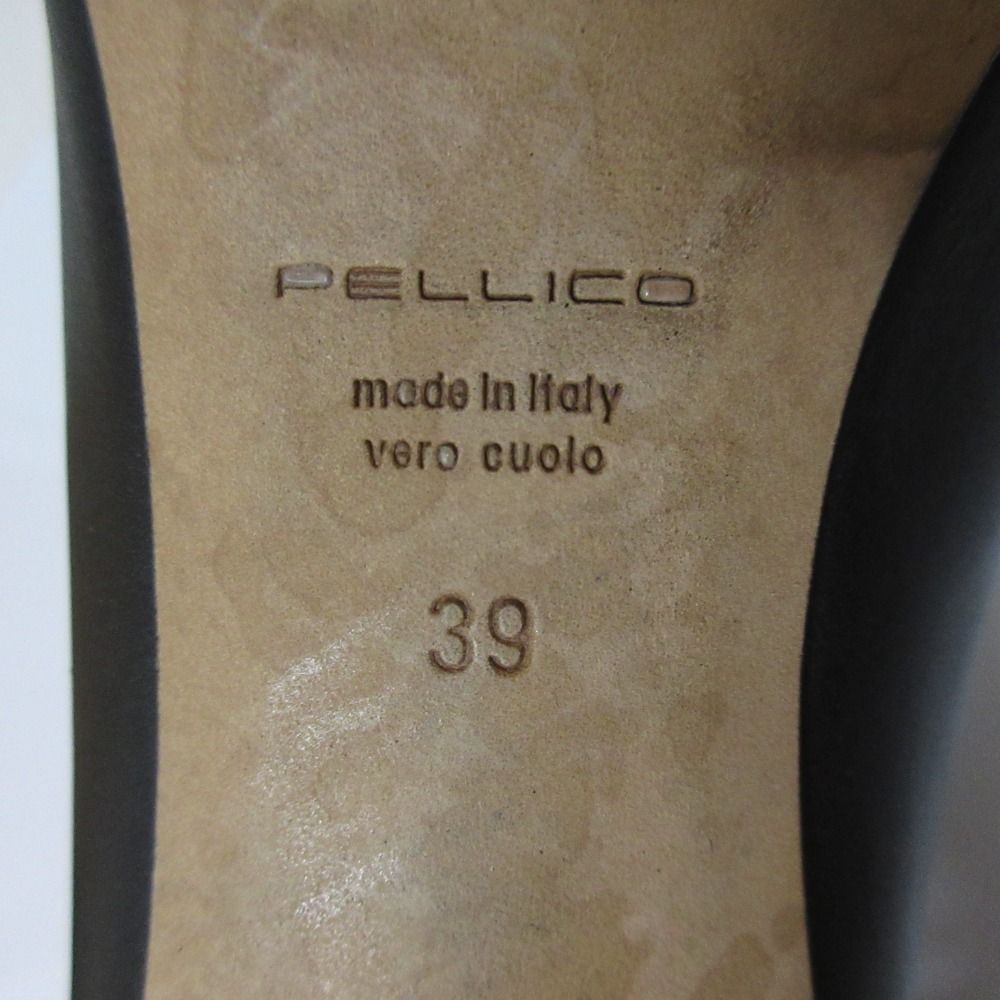 PELLICO
made in Italy
vero cuoio
39